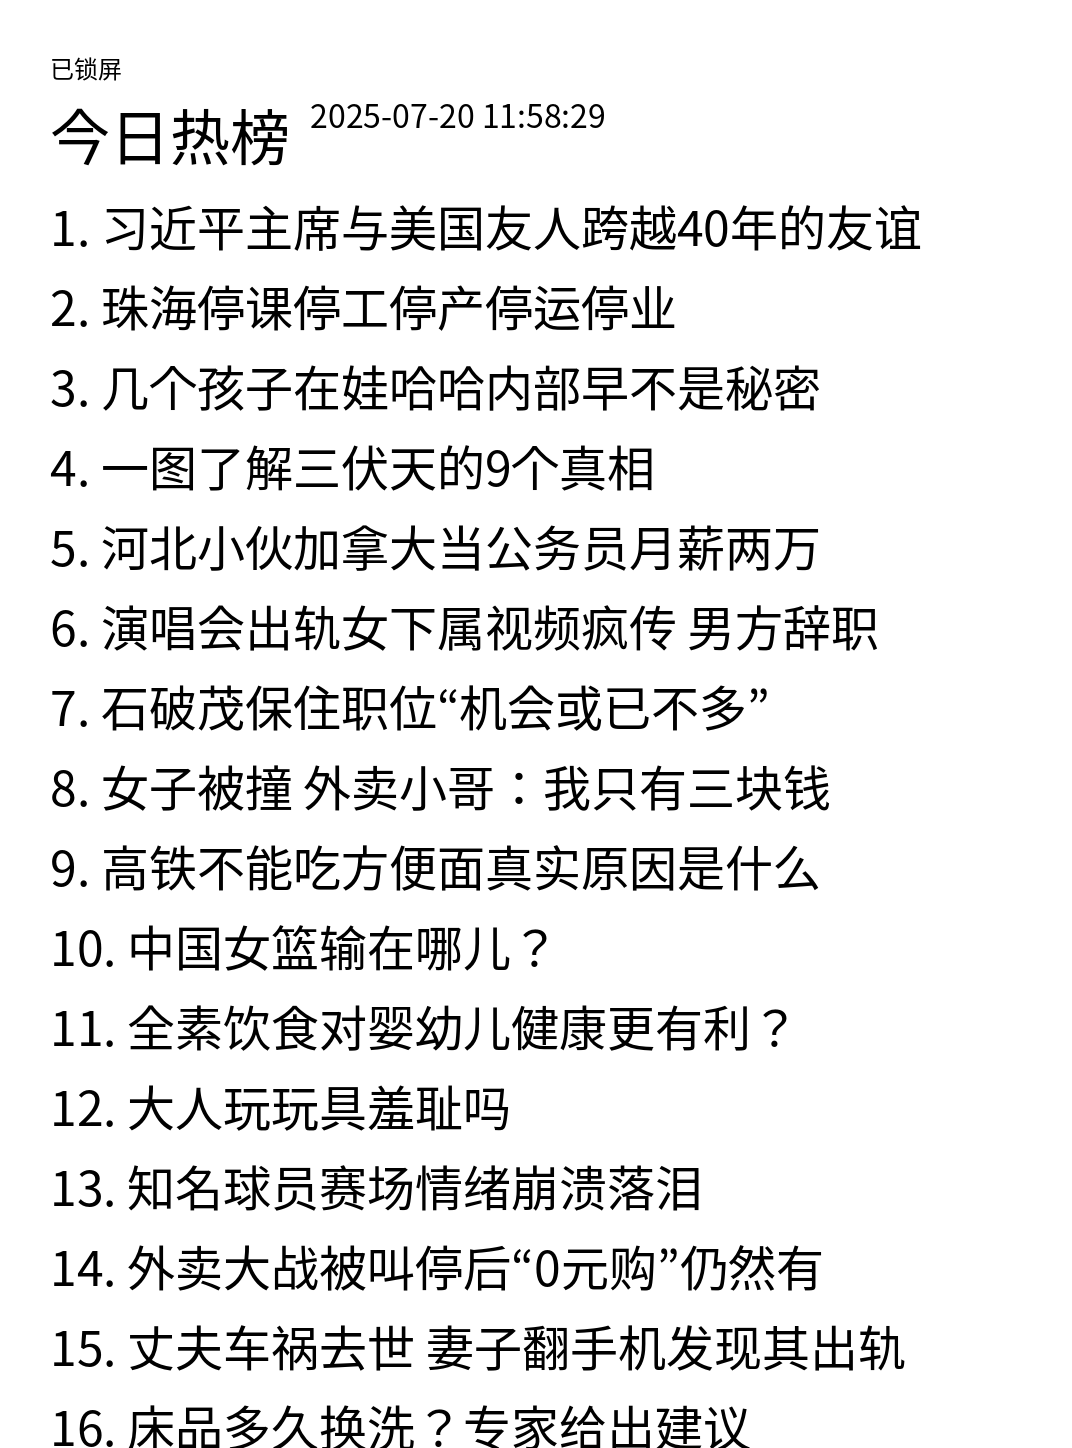 已锁屏
今日热榜 2025-07-20 11:58:29
1. 习近平主席与美国友人跨越40年的友谊
2. 珠海停课停工停产停运停业
3. 几个孩子在娃哈哈内部早不是秘密
4. 一图了解三伏天的9个真相
5. 河北小伙加拿大当公务员月薪两万
6. 演唱会出轨女下属视频疯传 男方辞职
7. 石破茂保住职位“机会或已不多”
8. 女子被撞 外卖小哥：我只有三块钱
9. 高铁不能吃方便面真实原因是什么
10. 中国女篮输在哪儿？
11. 全素饮食对婴幼儿健康更有利？
12. 大人玩玩具羞耻吗
13. 知名球员赛场情绪崩溃落泪
14. 外卖大战被叫停后“0元购”仍然有
15. 丈夫车祸去世 妻子翻手机发现其出轨
16. 床品多久换洗？专家给出建议